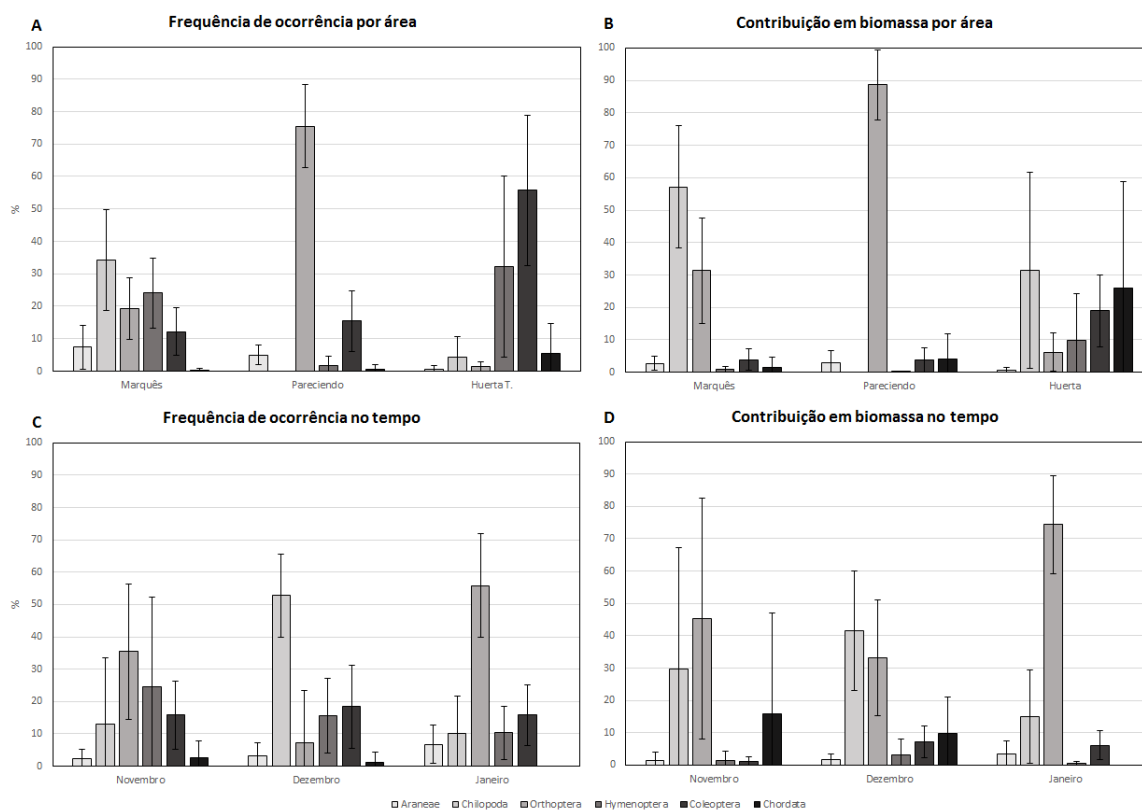 A
Frequência de ocorrência por área
100
90
80
70
60
50
40
30
20
10
0
%
Marquês
Pareciendo
Huerta T.
B
Contribuição em biomassa por área
100
90
80
70
60
50
40
30
20
10
0
Marquês
Pareciendo
Huerta
C
Frequência de ocorrência no tempo
100
90
80
70
60
50
40
30
20
10
0
%
Novembro
Dezembro
Janeiro
D
Contribuição em biomassa no tempo
100
90
80
70
60
50
40
30
20
10
0
Novembro
Dezembro
Janeiro
Araneae Chilopoda Orthoptera Hymenoptera Coleoptera Chordata